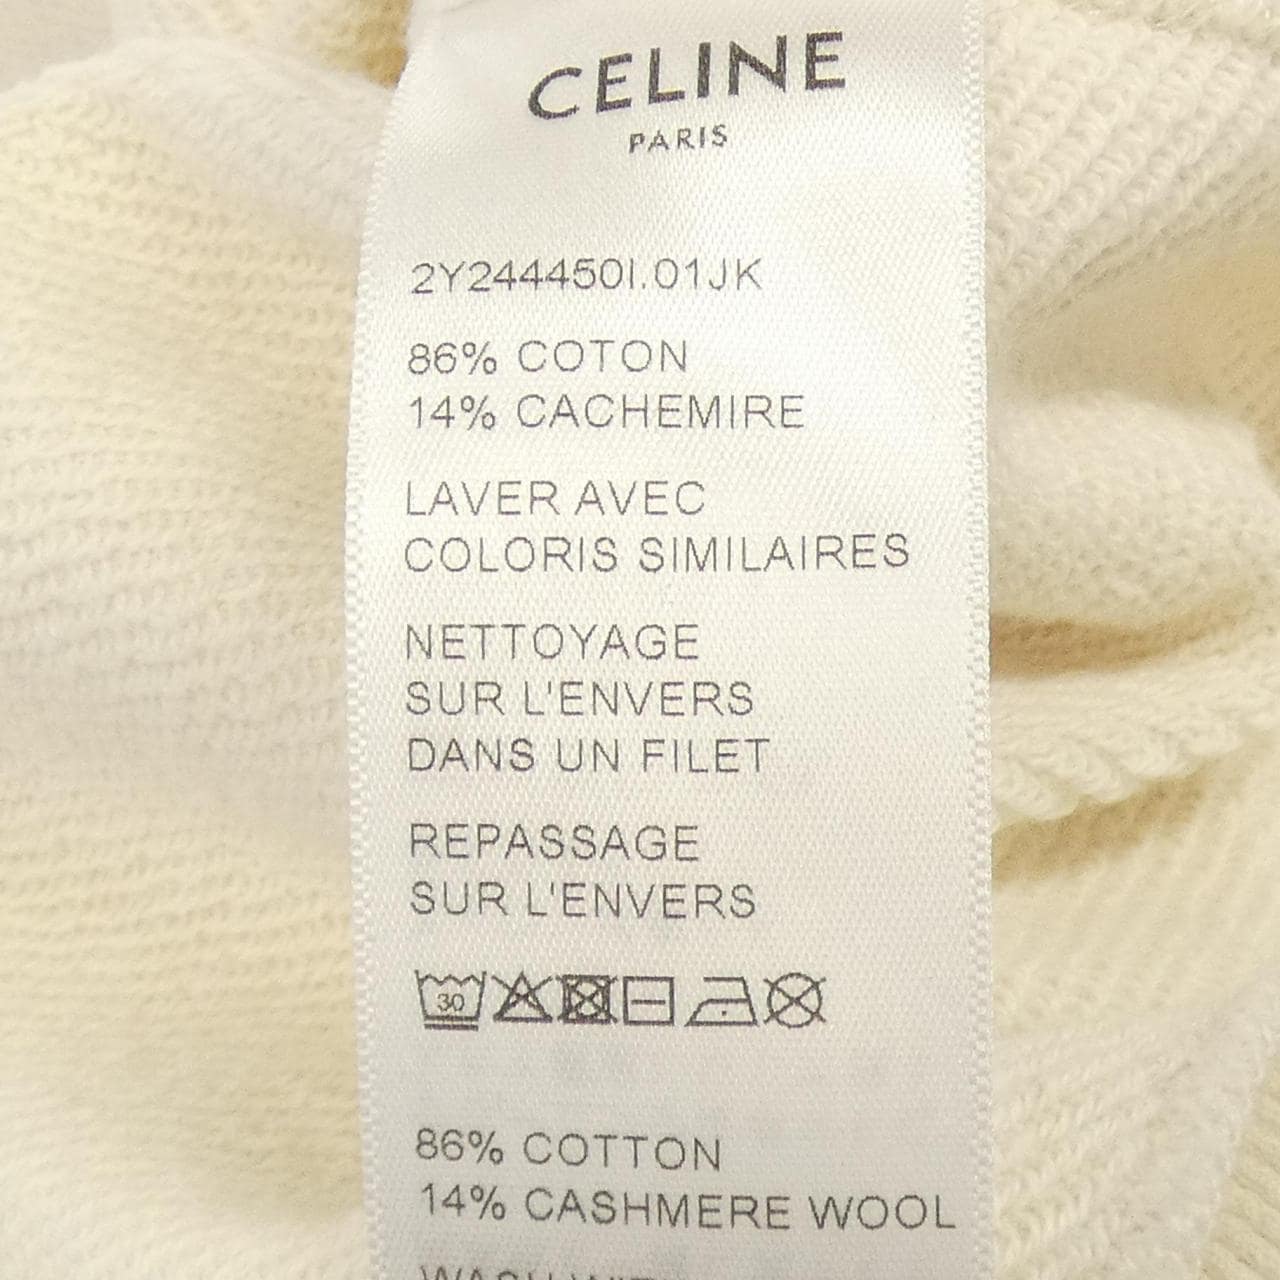 CELINE
PARIS
2Y244450I.01JK
86% COTON
14% CACHEMIRE
LAVER AVEC
COLORIS SIMILAIRES
NETTOYAGE
SUR L'ENVERS
DANS UN FILET
REPASSAGE
SUR L'ENVERS
30
86% COTTON
14% CASHMERE WOOL